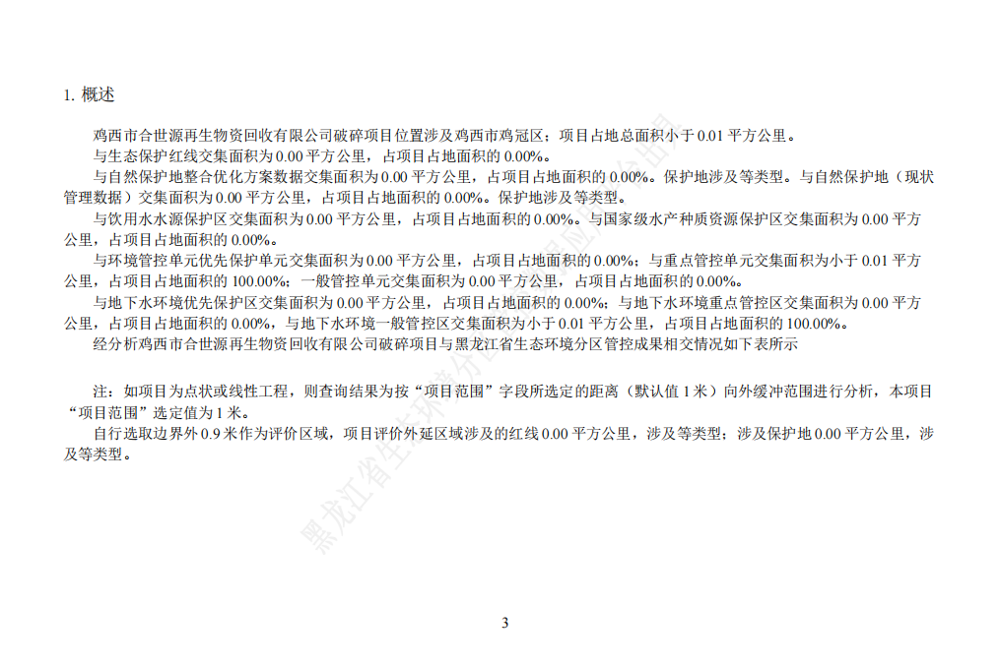 1. 概述
鸡西市合世源再生物资回收有限公司破碎项目位置涉及鸡西市鸡冠区；项目占地总面积小于 0.01 平方公里。
与生态保护红线交集面积为 0.00 平方公里，占项目占地面积的 0.00%。
与自然保护地整合优化方案数据交集面积为 0.00 平方公里，占项目占地面积的 0.00%。保护地涉及等类型。与自然保护地（现状
管理数据）交集面积为 0.00 平方公里，占项目占地面积的 0.00%。保护地涉及等类型。
与饮用水水源保护区交集面积为 0.00 平方公里，占项目占地面积的 0.00%。与国家级水产种质资源保护区交集面积为 0.00 平方
公里，占项目占地面积的 0.00%。
与环境管控单元优先保护单元交集面积为 0.00 平方公里，占项目占地面积的 0.00%；与重点管控单元交集面积为小于 0.01 平方
公里，占项目占地面积的 100.00%；一般管控单元交集面积为 0.00 平方公里，占项目占地面积的 0.00%。
与地下水环境优先保护区交集面积为 0.00 平方公里，占项目占地面积的 0.00%；与地下水环境重点管控区交集面积为 0.00 平方
公里，占项目占地面积的 0.00%，与地下水环境一般管控区交集面积为小于 0.01 平方公里，占项目占地面积的 100.00%。
经分析鸡西市合世源再生物资回收有限公司破碎项目与黑龙江省生态环境分区管控成果相交情况如下表所示
注：如项目为点状或线性工程，则查询结果为按“项目范围”字段所选定的距离（默认值 1 米）向外缓冲范围进行分析，本项目
“项目范围”选定值为 1 米。
自行选取边界外 0.9 米作为评价区域，项目评价外延区域涉及的红线 0.00 平方公里，涉及等类型；涉及保护地 0.00 平方公里，涉
及等类型。
黑龙江省生态环境分
3